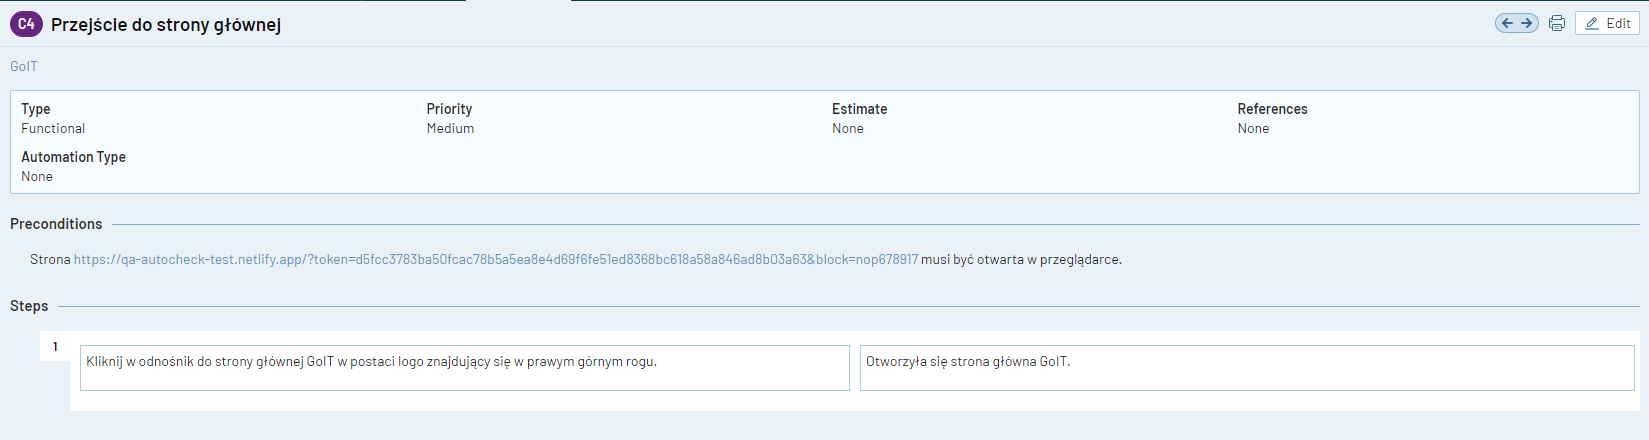 C4 Przejście do strony głównej
Edit
GoIT
Type Priority Estimate References
Functional Medium None None
Automation Type
None
Preconditions
Strona https://qa-autocheck-test.netlify.app/?token=d5fcc3783ba50fcac78b5a5ea8e4d69f6fe51ed8368bc618a58a846ad8b03a63&block=nop678917 musi być otwarta w przeglądarce.
Steps
1
Kliknij w odnośnik do strony głównej GoIT w postaci logo znajdujący się w prawym górnym rogu.
Otworzyła się strona główna GoIT.